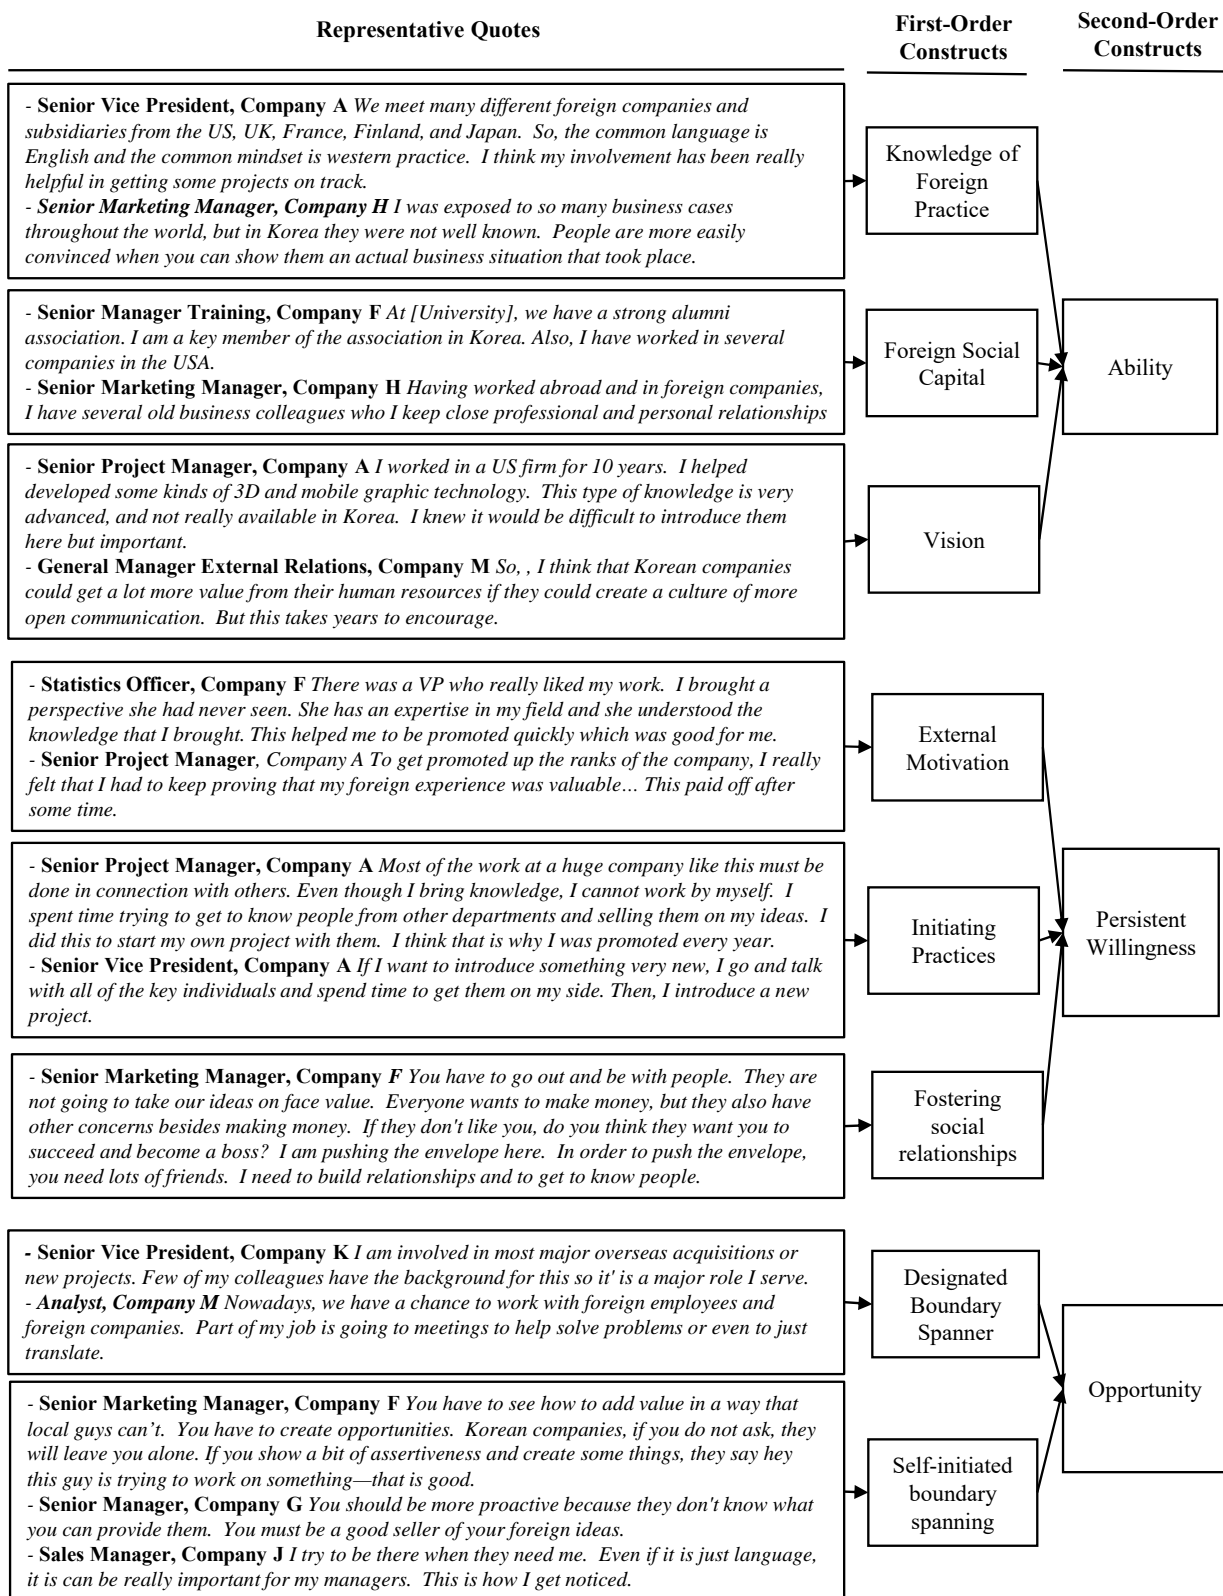 Representative Quotes
First-Order
Constructs
Second-Order
Constructs
- Senior Vice President, Company A We meet many different foreign companies and
subsidiaries from the US, UK, France, Finland, and Japan.  So, the common language is
English and the common mindset is western practice.  I think my involvement has been really
helpful in getting some projects on track.
- Senior Marketing Manager, Company H I was exposed to so many business cases
throughout the world, but in Korea they were not well known.  People are more easily
convinced when you can show them an actual business situation that took place.
Knowledge of
Foreign
Practice
- Senior Manager Training, Company F At [University], we have a strong alumni
association. I am a key member of the association in Korea. Also, I have worked in several
companies in the USA.
- Senior Marketing Manager, Company H Having worked abroad and in foreign companies,
I have several old business colleagues who I keep close professional and personal relationships
Foreign Social
Capital
Ability
- Senior Project Manager, Company A I worked in a US firm for 10 years.  I helped
developed some kinds of 3D and mobile graphic technology.  This type of knowledge is very
advanced, and not really available in Korea.  I knew it would be difficult to introduce them
here but important.
- General Manager External Relations, Company M So, , I think that Korean companies
could get a lot more value from their human resources if they could create a culture of more
open communication.  But this takes years to encourage.
Vision
- Statistics Officer, Company F There was a VP who really liked my work.  I brought a
perspective she had never seen. She has an expertise in my field and she understood the
knowledge that I brought. This helped me to be promoted quickly which was good for me.
- Senior Project Manager, Company A To get promoted up the ranks of the company, I really
felt that I had to keep proving that my foreign experience was valuable… This paid off after
some time.
External
Motivation
- Senior Project Manager, Company A Most of the work at a huge company like this must be
done in connection with others. Even though I bring knowledge, I cannot work by myself.  I
spent time trying to get to know people from other departments and selling them on my ideas.  I
did this to start my own project with them.  I think that is why I was promoted every year.
- Senior Vice President, Company A If I want to introduce something very new, I go and talk
with all of the key individuals and spend time to get them on my side. Then, I introduce a new
project.
Initiating
Practices
Persistent
Willingness
- Senior Marketing Manager, Company F You have to go out and be with people.  They are
not going to take our ideas on face value.  Everyone wants to make money, but they also have
other concerns besides making money.  If they don't like you, do you think they want you to
succeed and become a boss?  I am pushing the envelope here.  In order to push the envelope,
you need lots of friends.  I need to build relationships and to get to know people.
Fostering
social
relationships
- Senior Vice President, Company K I am involved in most major overseas acquisitions or
new projects. Few of my colleagues have the background for this so it' is a major role I serve.
- Analyst, Company M Nowadays, we have a chance to work with foreign employees and
foreign companies.  Part of my job is going to meetings to help solve problems or even to just
translate.
Designated
Boundary
Spanner
Opportunity
- Senior Marketing Manager, Company F You have to see how to add value in a way that
local guys can’t.  You have to create opportunities.  Korean companies, if you do not ask, they
will leave you alone. If you show a bit of assertiveness and create some things, they say hey
this guy is trying to work on something—that is good.
- Senior Manager, Company G You should be more proactive because they don't know what
you can provide them.  You must be a good seller of your foreign ideas.
- Sales Manager, Company J I try to be there when they need me.  Even if it is just language,
it is can be really important for my managers.  This is how I get noticed.
Self-initiated
boundary
spanning